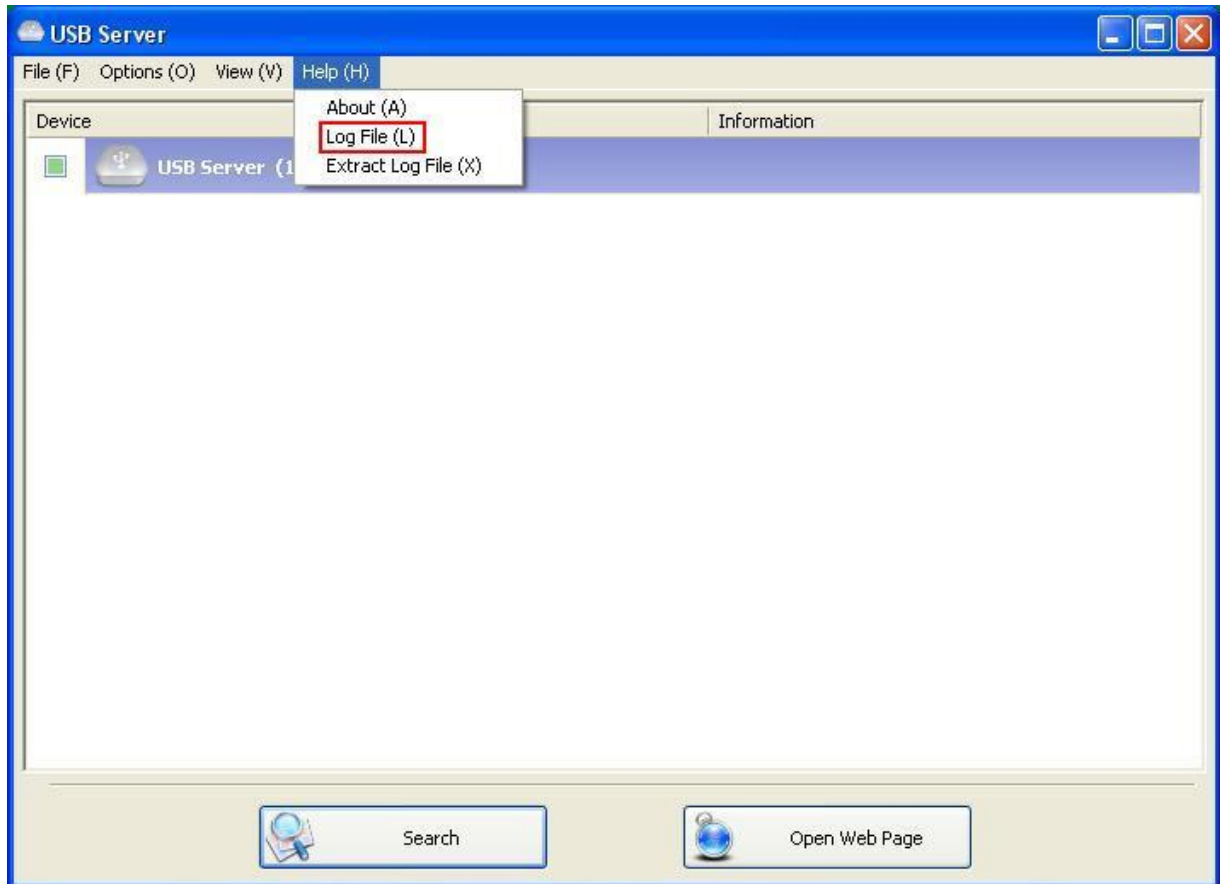 USB Server
File (F) Options (O) View (V) Help (H)
About (A)
Log File (L)
Extract Log File (X)
Device Information
USB Server (1
Search Open Web Page